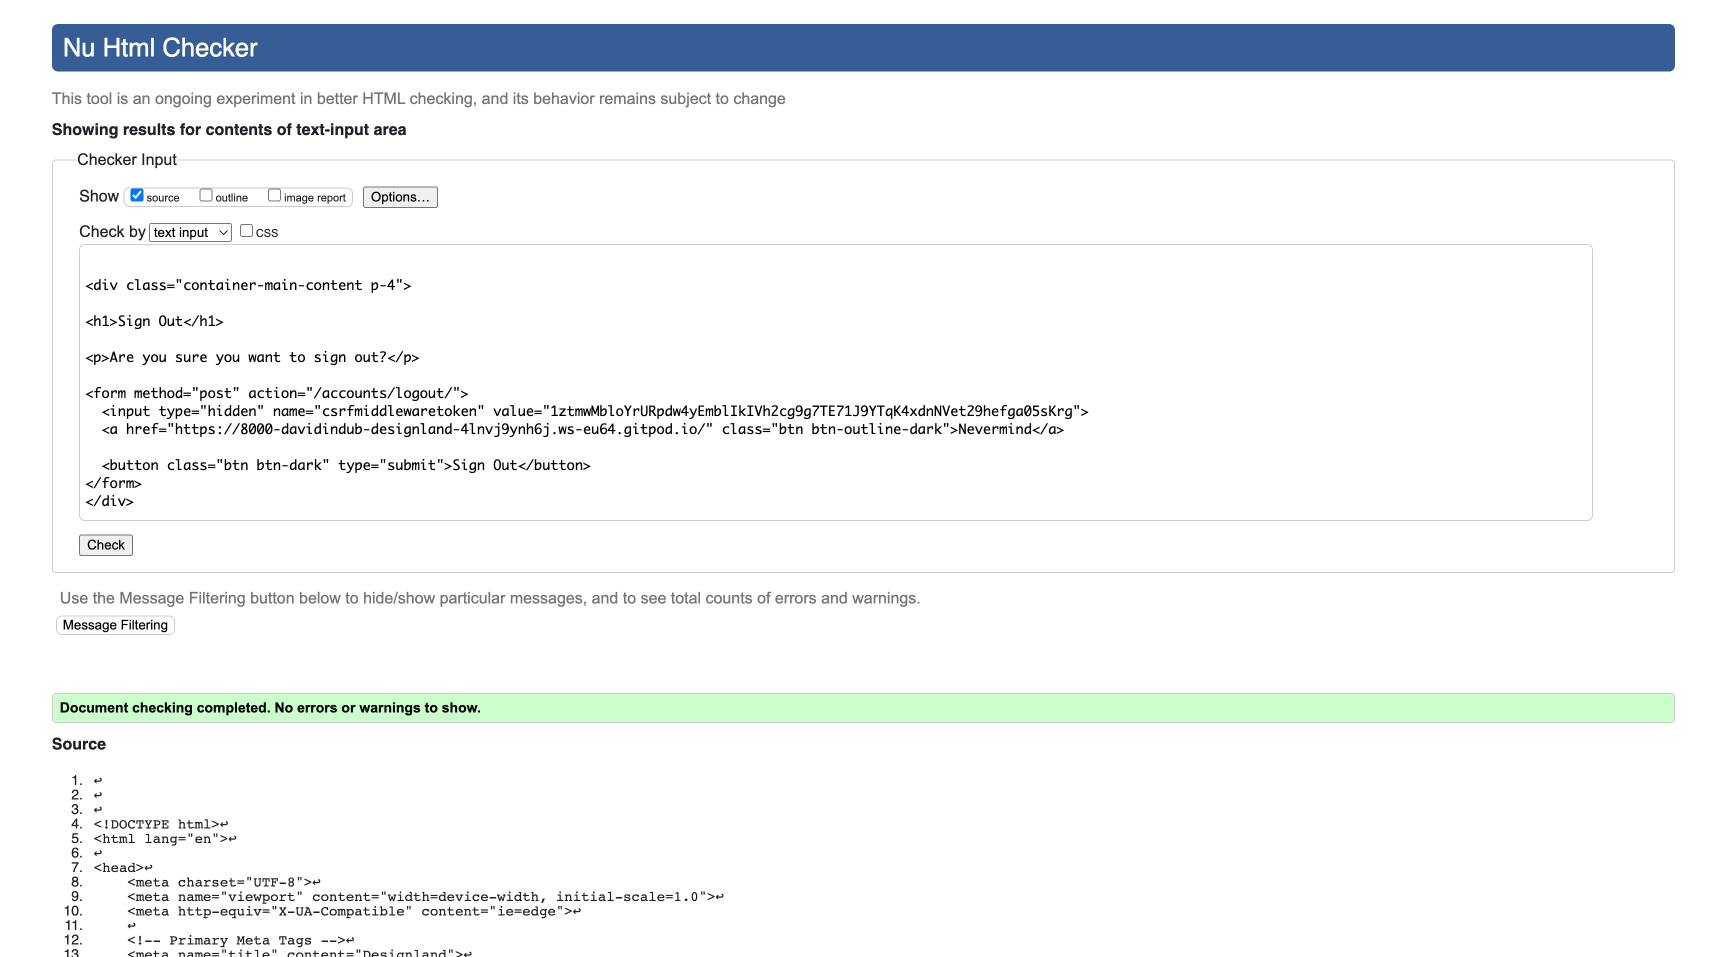 Nu Html Checker
This tool is an ongoing experiment in better HTML checking, and its behavior remains subject to change
Showing results for contents of text-input area
Checker Input
Show source outline image report Options...
Check by text input css
<div class="container-main-content p-4">
<h1>Sign Out</h1>
<p>Are you sure you want to sign out?</p>
<form method="post" action="/accounts/logout/">
<input type="hidden" name="csrfmiddlewaretoken" value="1ztmwMbloYrURpdw4yEmblIkIVh2cg9g7TE71J9YTqK4xdnNVet29hefga05sKrg">
<a href="https://8000-davidindub-designland-4lnvj9ynh6j.ws-eu64.gitpod.io/" class="btn btn-outline-dark">Nevermind</a>
<button class="btn btn-dark" type="submit">Sign Out</button>
</form>
</div>
Check
Use the Message Filtering button below to hide/show particular messages, and to see total counts of errors and warnings.
Message Filtering
Document checking completed. No errors or warnings to show.
Source
1. ↩
2. ↩
3. ↩
4. <!DOCTYPE html>↩
5. <html lang="en">↩
6. ↩
7. <head>↩
8. <meta charset="UTF-8">↩
9. <meta name="viewport" content="width=device-width, initial-scale=1.0">↩
10. <meta http-equiv="X-UA-Compatible" content="ie=edge">↩
11. ↩
12. <!-- Primary Meta Tags -->↩
13. <meta name="title" content="Designland">↩